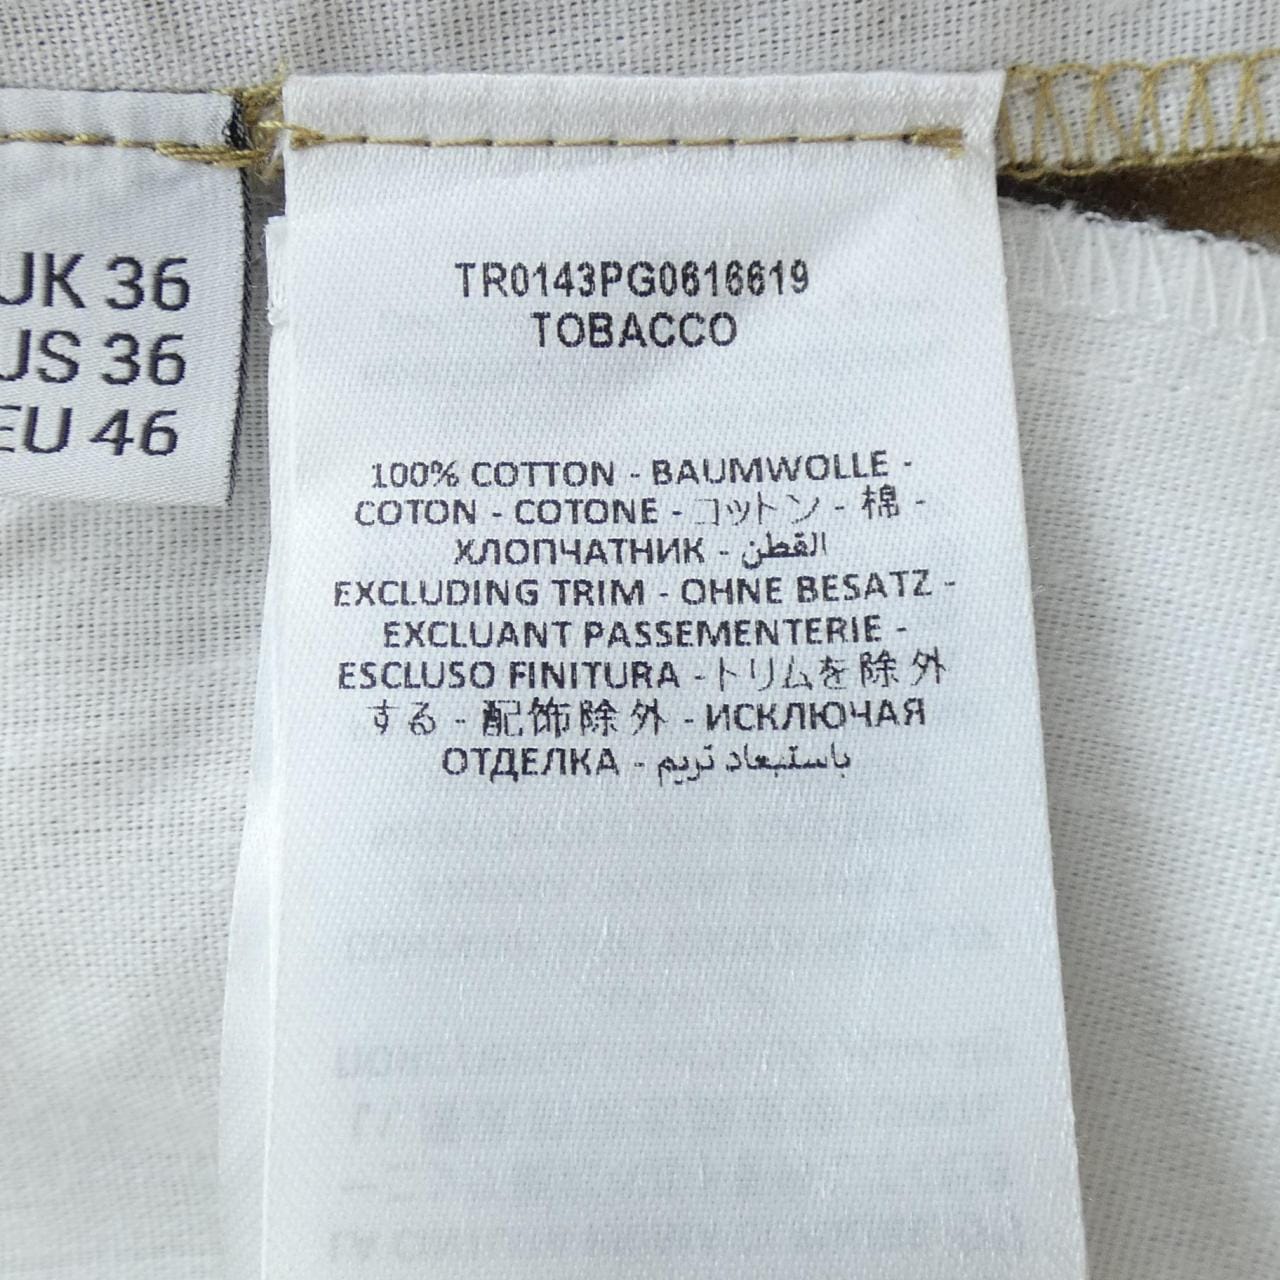 UK 36
US 36
EU 46
TR0143PG0616619
TOBACCO
100% COTTON - BAUMWOLLE -
COTON - COTONE - コットン - 棉 -
ХЛОПЧАТНИК - القطن
EXCLUDING TRIM - OHNE BESATZ -
EXCLUANT PASSEMENTERIE -
ESCLUSO FINITURA - トリムを除外
する - 配饰除外 - ИСКЛЮЧАЯ
ОТДЕЛКА - باستبعاد تريم